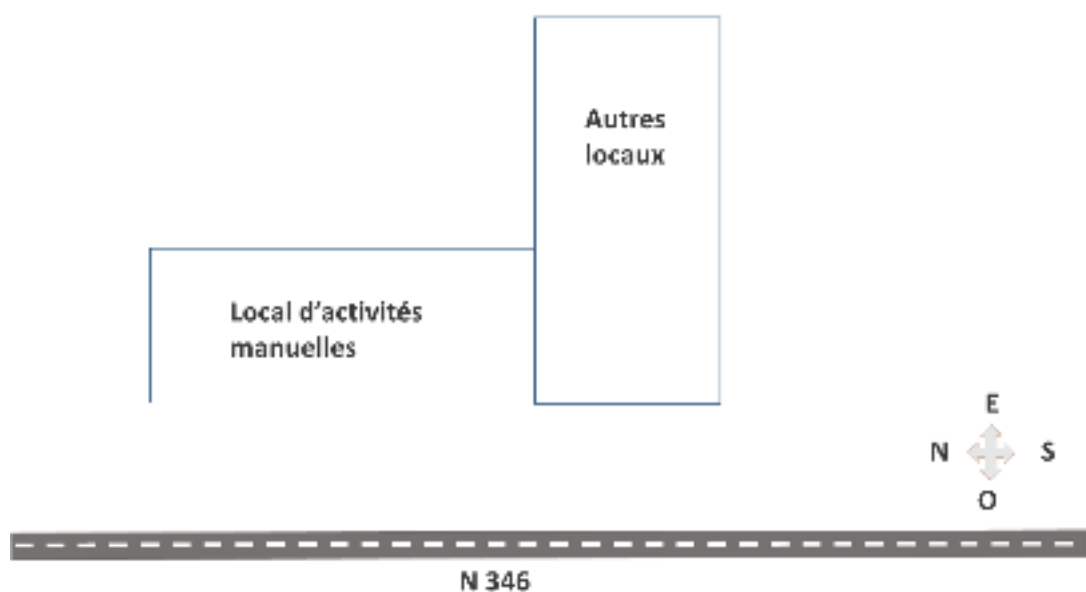 Autres
locaux
Local d'activités
manuelles
E
N S
O
N 346